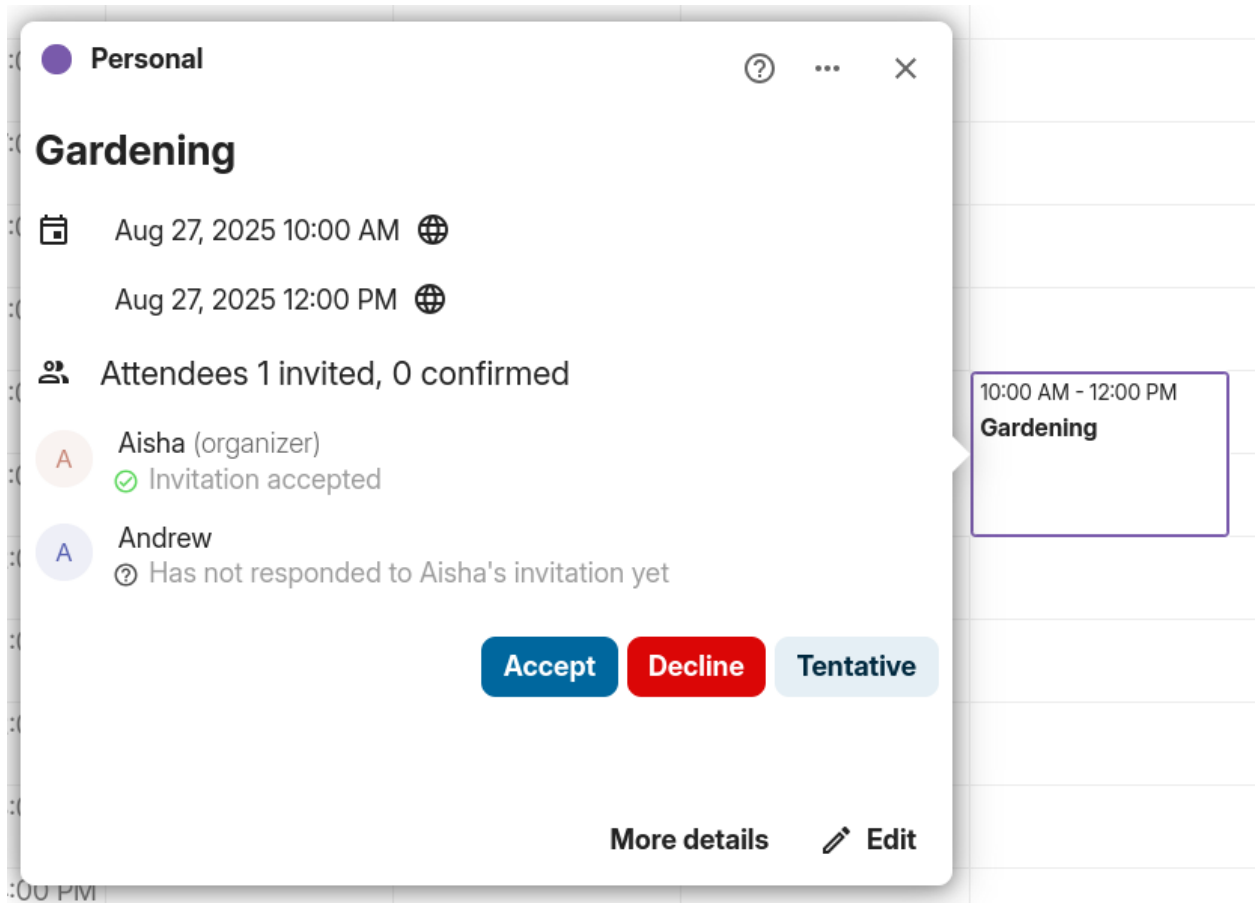 Personal
Gardening
Aug 27, 2025 10:00 AM
Aug 27, 2025 12:00 PM
Attendees 1 invited, 0 confirmed
A
Aisha (organizer)
Invitation accepted
A
Andrew
Has not responded to Aisha's invitation yet
Accept Decline Tentative
More details Edit
10:00 AM - 12:00 PM
Gardening
:00 PM